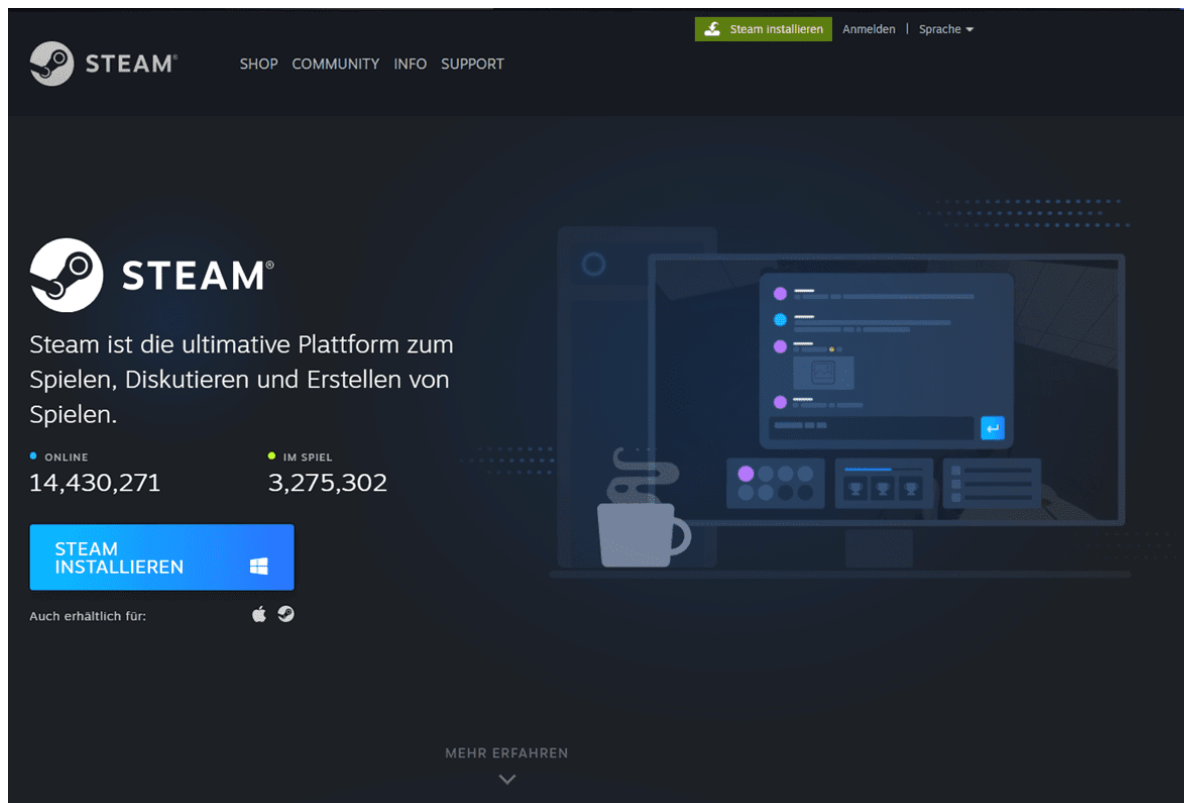 Steam installieren Anmelden | Sprache
STEAM®
SHOP COMMUNITY INFO SUPPORT
STEAM®
Steam ist die ultimative Plattform zum
Spielen, Diskutieren und Erstellen von
Spielen.
ONLINE
14,430,271
IM SPIEL
3,275,302
STEAM
INSTALLIEREN
Auch erhältlich für:
MEHR ERFAHREN